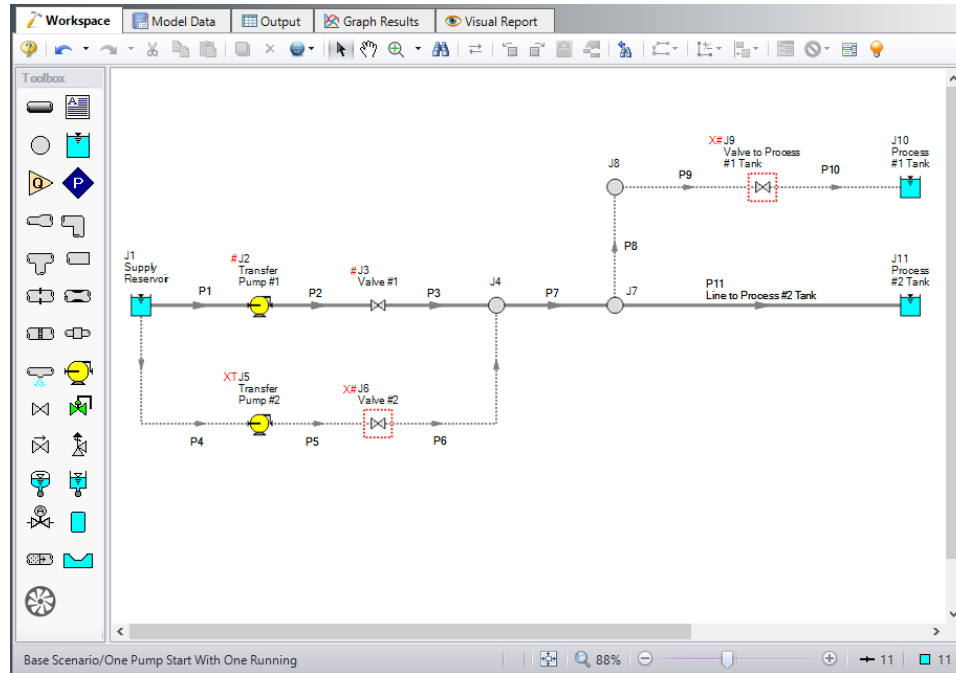 Workspace
Model Data
Output
Graph Results
Visual Report
Toolbox
A
Q
P
X# J9
Valve to Process
#1 Tank
J10
Process
#1 Tank
J8
P9
P10
P8
J1
Supply
Reservoir
# J2
Transfer
Pump #1
# J3
Valve #1
J4
J7
J11
Process
#2 Tank
P1
P2
P3
P7
P11
Line to Process #2 Tank
XT J5
Transfer
Pump #2
X# J6
Valve #2
P4
P5
P6
Base Scenario/One Pump Start With One Running
88%
11
11